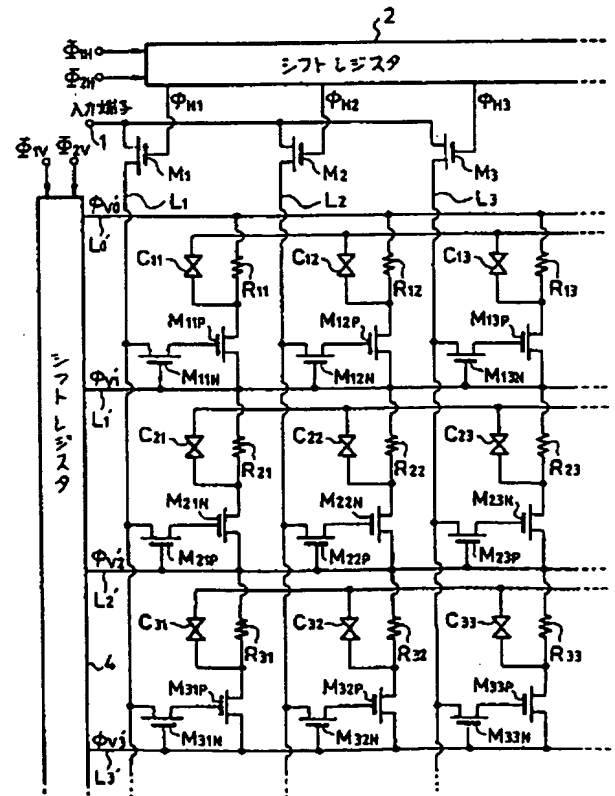 2
Φ1H
Φ2H
シフトレジスタ
入力端子
1
ΦH1
ΦH2
ΦH3
Φ1V
Φ2V
M1
M2
M3
L1
L2
L3
ΦV0'
L0'
C11
R11
C12
R12
C13
R13
M11P
M12P
M13P
M11N
M12N
M13N
ΦV1'
L1'
シフトレジスタ
C21
R21
C22
R22
C23
R23
M21N
M22N
M23N
M21P
M22P
M23P
ΦV2'
L2'
C31
R31
C32
R32
C33
R33
4
M31P
M32P
M33P
M31N
M32N
M33N
ΦV3'
L3'